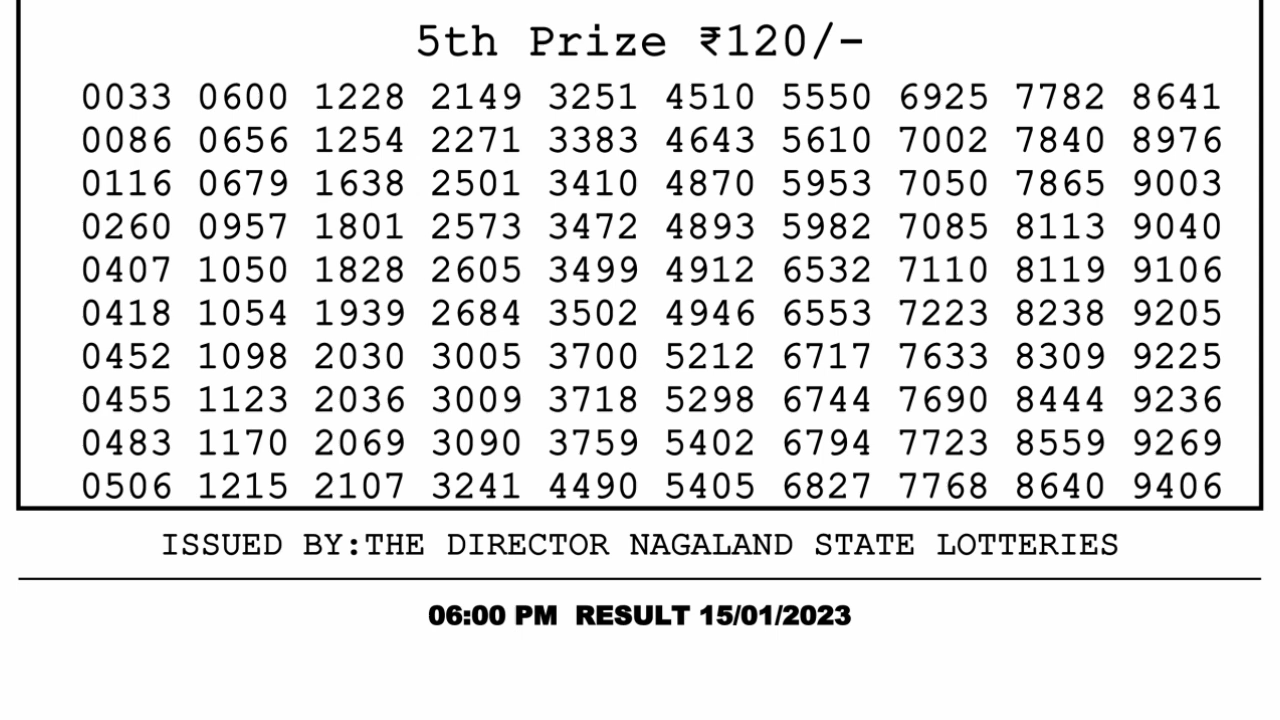 5th Prize ₹120/-
0033 0600 1228 2149 3251 4510 5550 6925 7782 8641
0086 0656 1254 2271 3383 4643 5610 7002 7840 8976
0116 0679 1638 2501 3410 4870 5953 7050 7865 9003
0260 0957 1801 2573 3472 4893 5982 7085 8113 9040
0407 1050 1828 2605 3499 4912 6532 7110 8119 9106
0418 1054 1939 2684 3502 4946 6553 7223 8238 9205
0452 1098 2030 3005 3700 5212 6717 7633 8309 9225
0455 1123 2036 3009 3718 5298 6744 7690 8444 9236
0483 1170 2069 3090 3759 5402 6794 7723 8559 9269
0506 1215 2107 3241 4490 5405 6827 7768 8640 9406
ISSUED BY:THE DIRECTOR NAGALAND STATE LOTTERIES
06:00 PM RESULT 15/01/2023